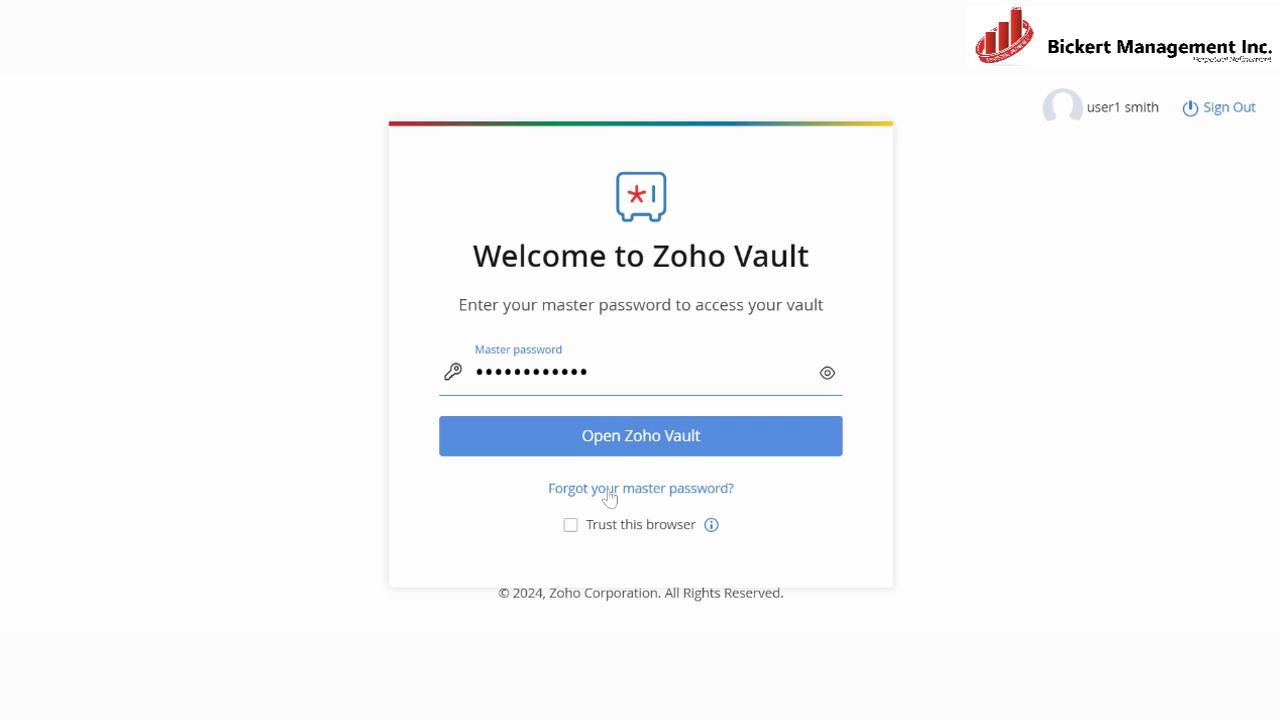 Bickert Management Inc.
user1 smith
Sign Out
Welcome to Zoho Vault
Enter your master password to access your vault
Master password
••••••••••••
Open Zoho Vault
Forgot your master password?
Trust this browser
© 2024, Zoho Corporation. All Rights Reserved.